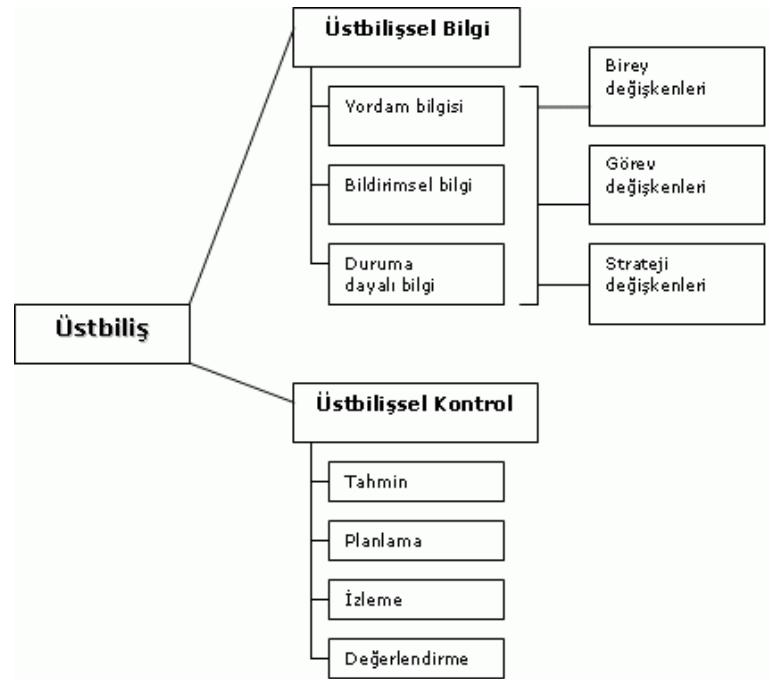 Üstbilişsel Bilgi
Yordam bilgisi
Bildirimsel bilgi
Duruma
dayalı bilgi
Birey
değişkenleri
Görev
değişkenleri
Strateji
değişkenleri
Üstbiliş
Üstbilişsel Kontrol
Tahmin
Planlama
İzleme
Değerlendirme